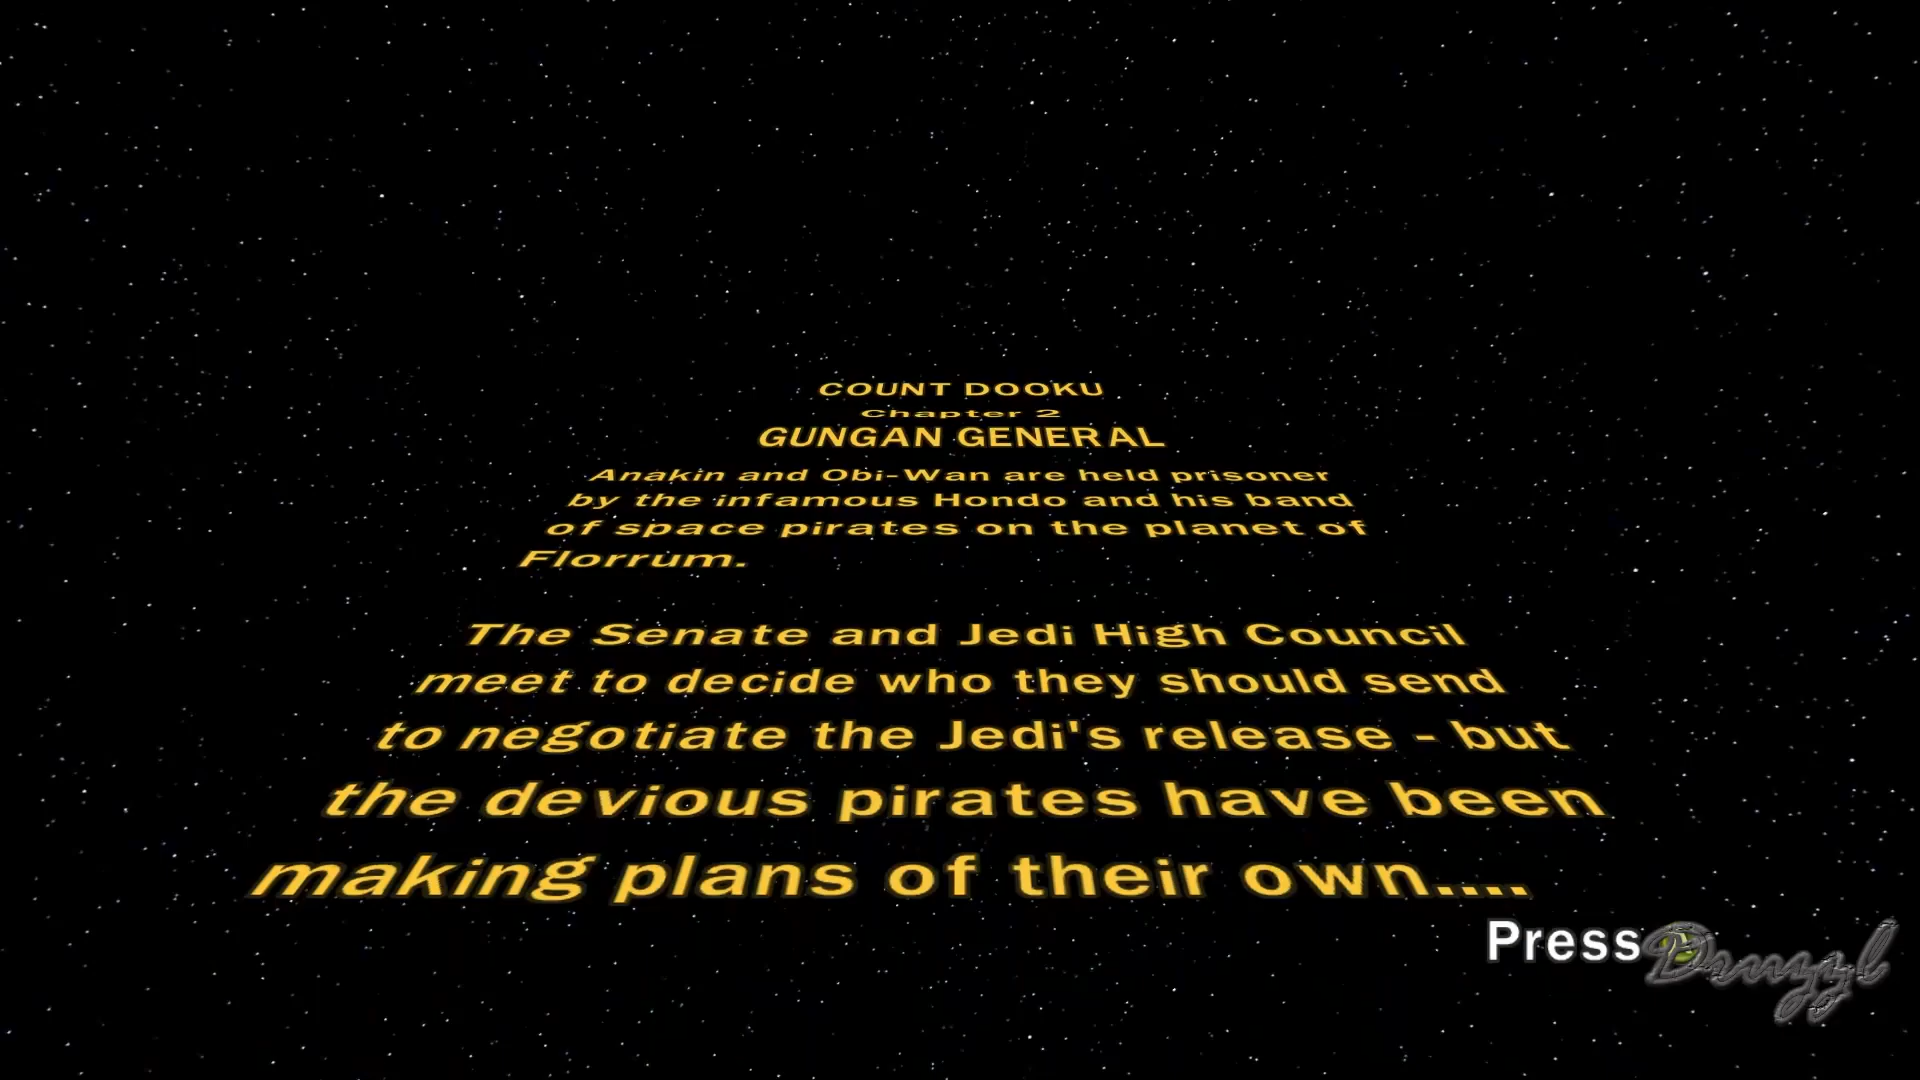 COUNT DOOKU
Chapter 2
GUNGAN GENERAL
Anakin and Obi-Wan are held prisoner
by the infamous Hondo and his band
of space pirates on the planet of
Florrum.
The Senate and Jedi High Council
meet to decide who they should send
to negotiate the Jedi's release - but
the devious pirates have been
making plans of their own....
Press